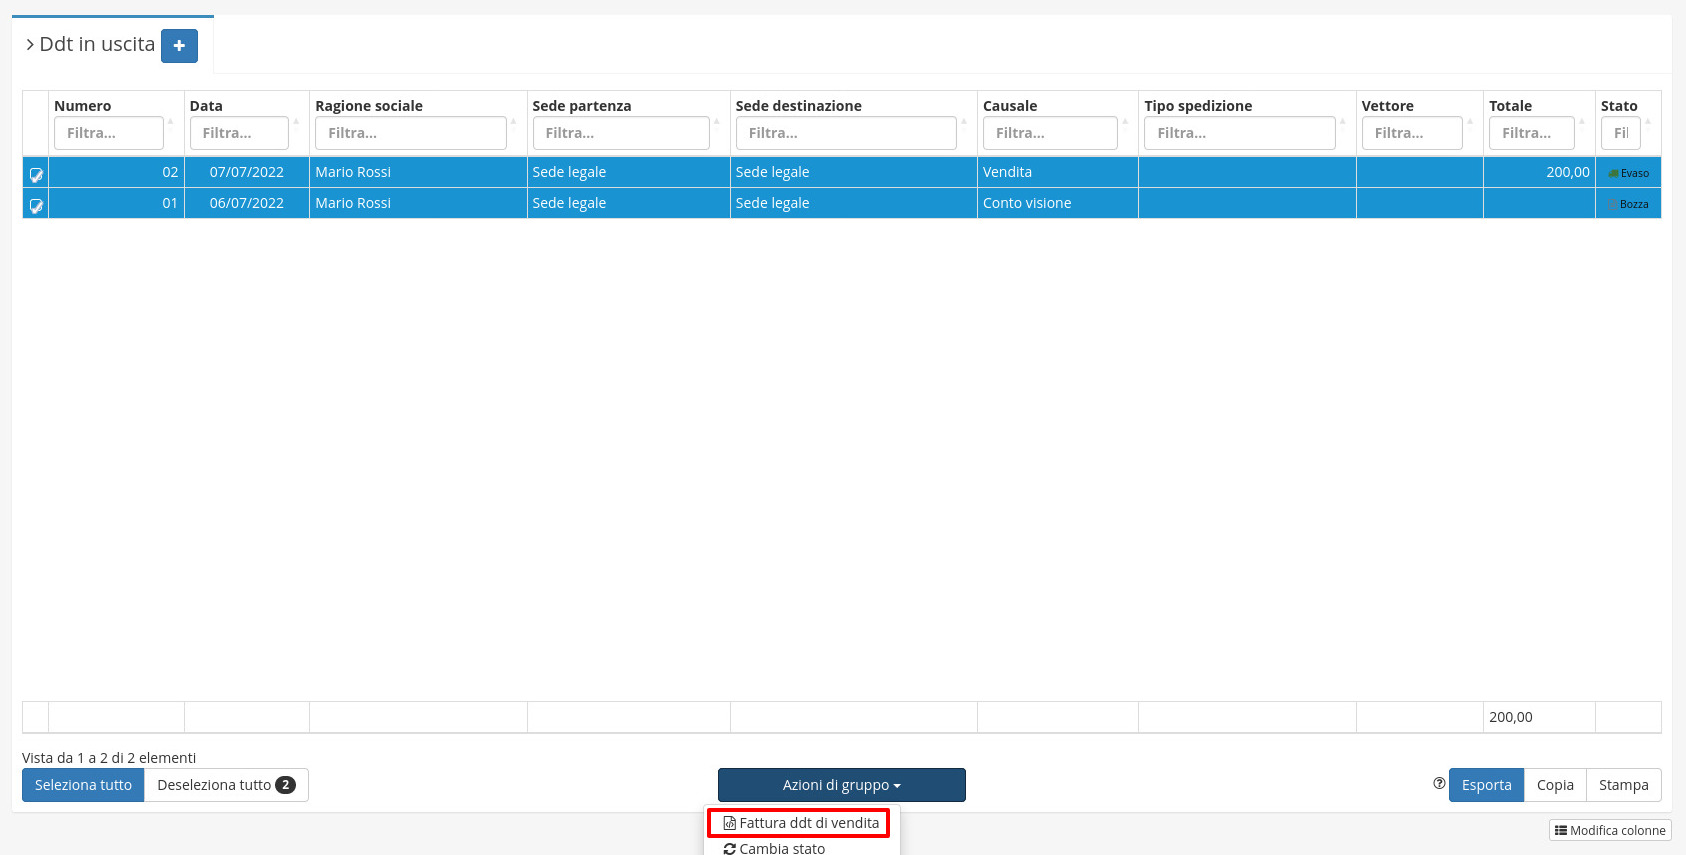 Ddt in uscita +
Numero Data Ragione sociale Sede partenza Sede destinazione Causale Tipo spedizione Vettore Totale Stato
Filtra... Filtra... Filtra... Filtra... Filtra... Filtra... Filtra... Filtra... Filtra... Fil
02 07/07/2022 Mario Rossi Sede legale Sede legale Vendita 200,00 Evaso
01 06/07/2022 Mario Rossi Sede legale Sede legale Conto visione Bozza
200,00
Vista da 1 a 2 di 2 elementi
Seleziona tutto Deseleziona tutto 2 Azioni di gruppo Esporta Copia Stampa
Fattura ddt di vendita
Modifica colonne
Cambia stato